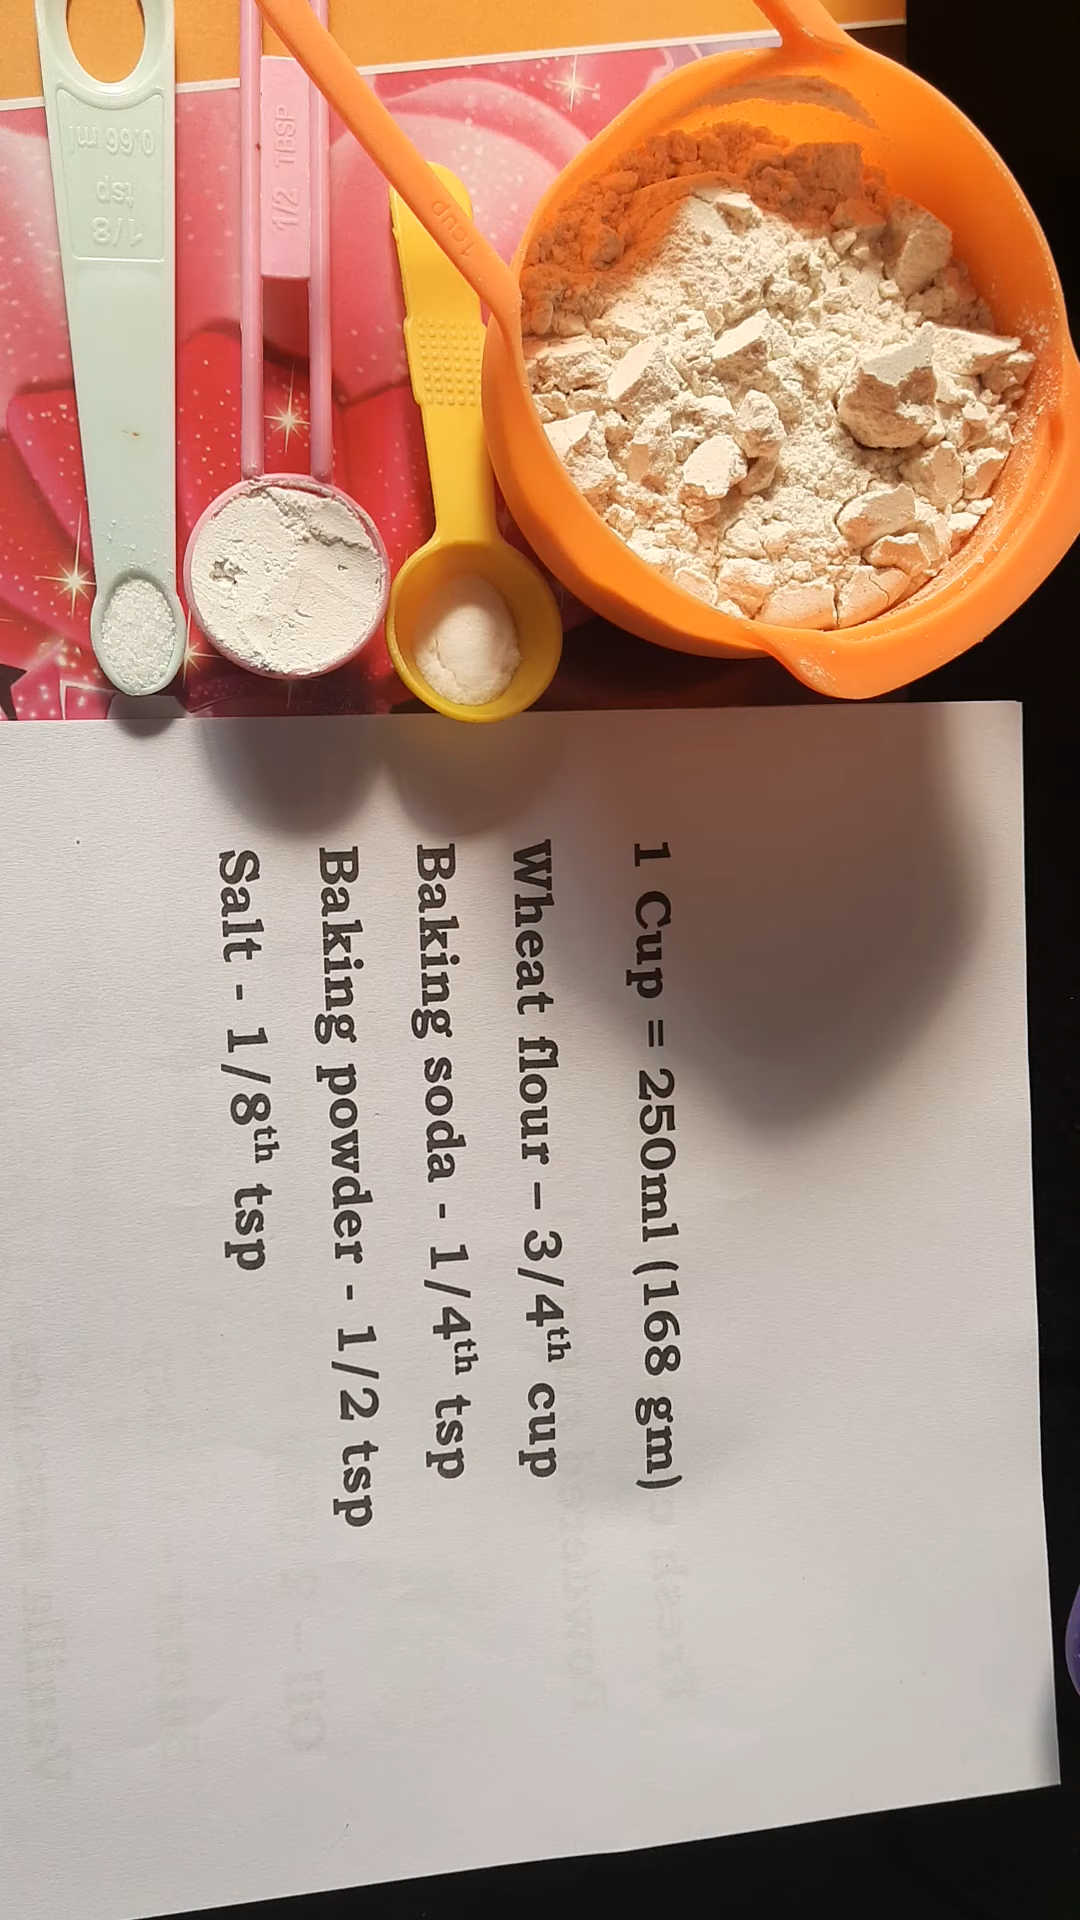 1 Cup = 250ml (168 gm)
Wheat flour – 3/4th cup
Baking soda - 1/4th tsp
Baking powder - 1/2 tsp
Salt - 1/8th tsp
1cup
1/2 TBSP
1/8
tsp
0.66 ml